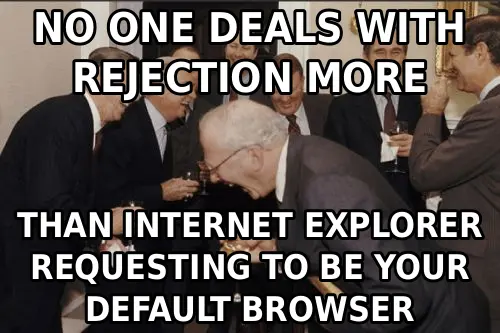 NO ONE DEALS WITH
REJECTION MORE
THAN INTERNET EXPLORER
REQUESTING TO BE YOUR
DEFAULT BROWSER